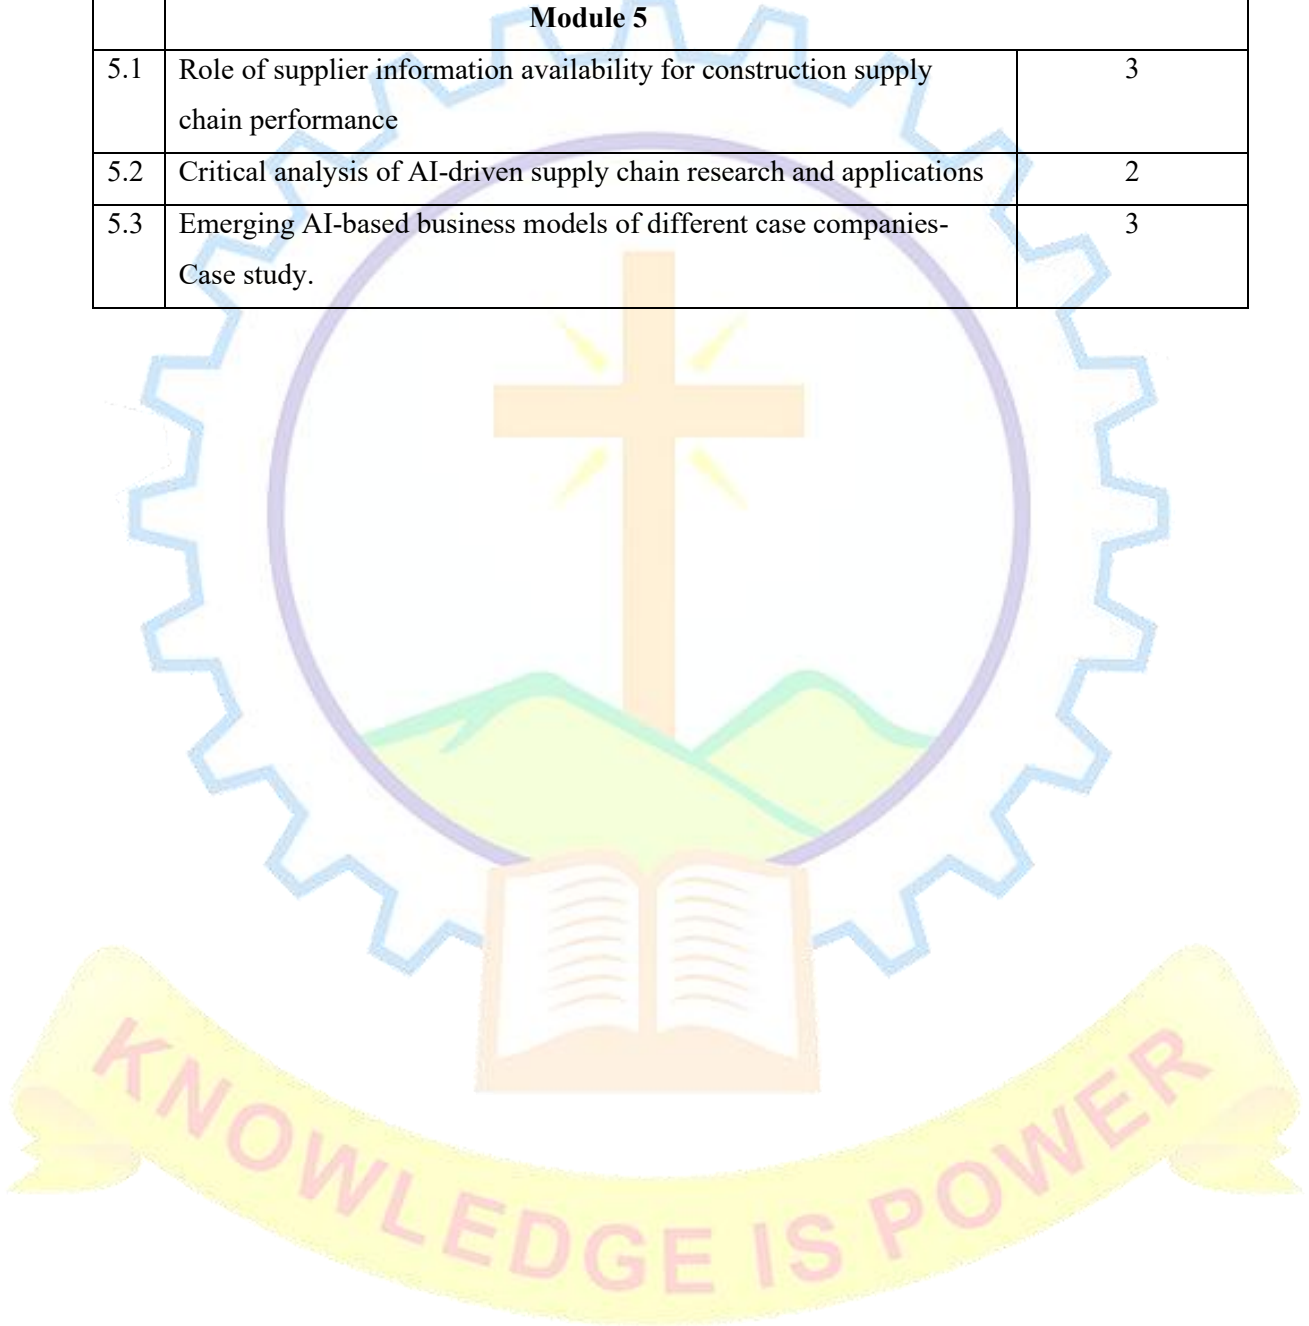 Module 5
5.1 Role of supplier information availability for construction supply 3
chain performance
5.2 Critical analysis of AI-driven supply chain research and applications 2
5.3 Emerging AI-based business models of different case companies- 3
Case study.
KNOWLEDGE IS POWER